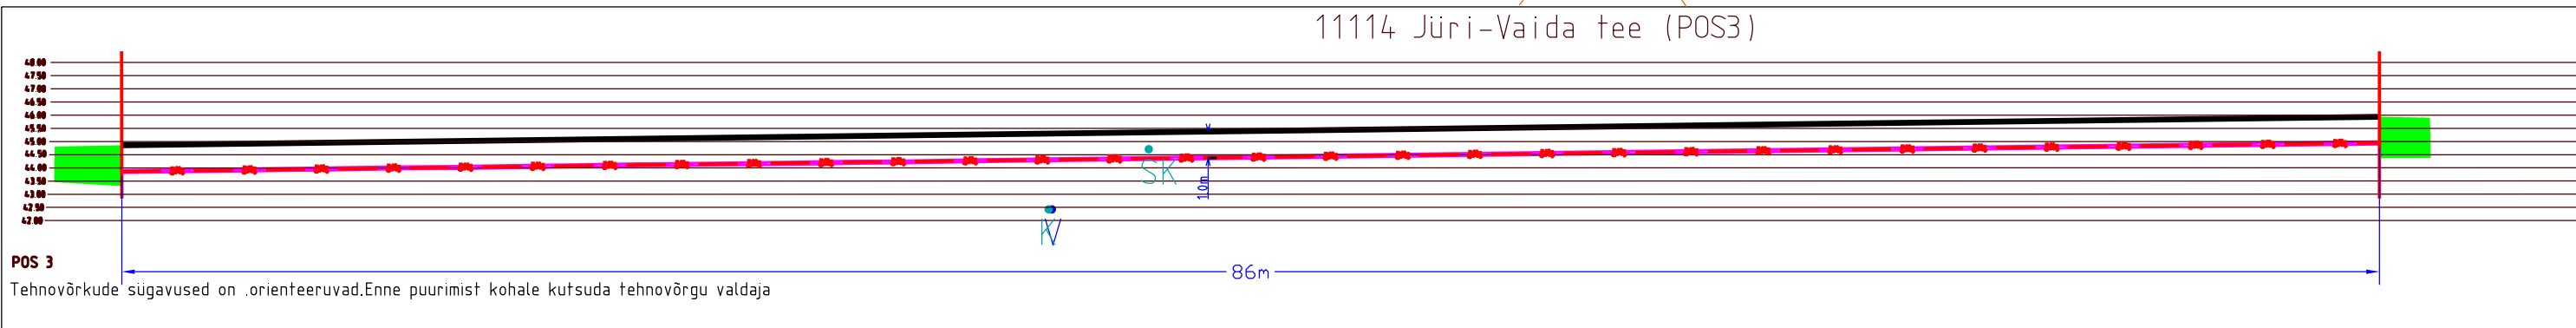 11114 Jüri-Vaida tee (POS3)
48.00
47.50
47.00
46.50
46.00
45.50
45.00
44.50
44.00
43.50
43.00
42.50
42.00
SK
1.0m
K
V
POS 3
86m
Tehnovõrkude sügavused on .orienteeruvad.Enne puurimist kohale kutsuda tehnovõrgu valdaja